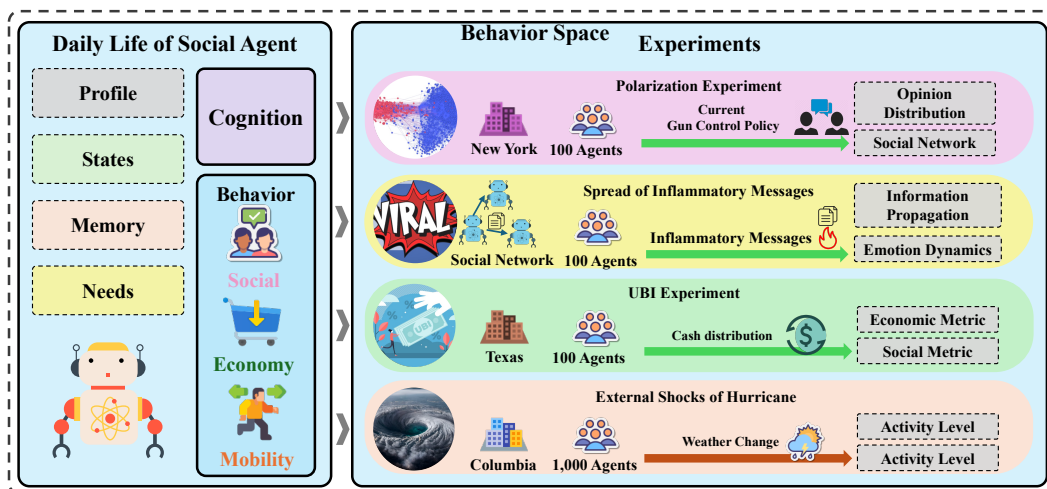 Daily Life of Social Agent
Profile
States
Memory
Needs
Cognition
Behavior
Social
Economy
Mobility
Behavior Space
Experiments
Polarization Experiment
New York
100 Agents
Current
Gun Control Policy
Opinion
Distribution
Social Network
VIRAL
Spread of Inflammatory Messages
Social Network
100 Agents
Inflammatory Messages
Information
Propagation
Emotion Dynamics
UBI
UBI Experiment
Texas
100 Agents
Cash distribution
$
Economic Metric
Social Metric
External Shocks of Hurricane
Columbia
1,000 Agents
Weather Change
Activity Level
Activity Level